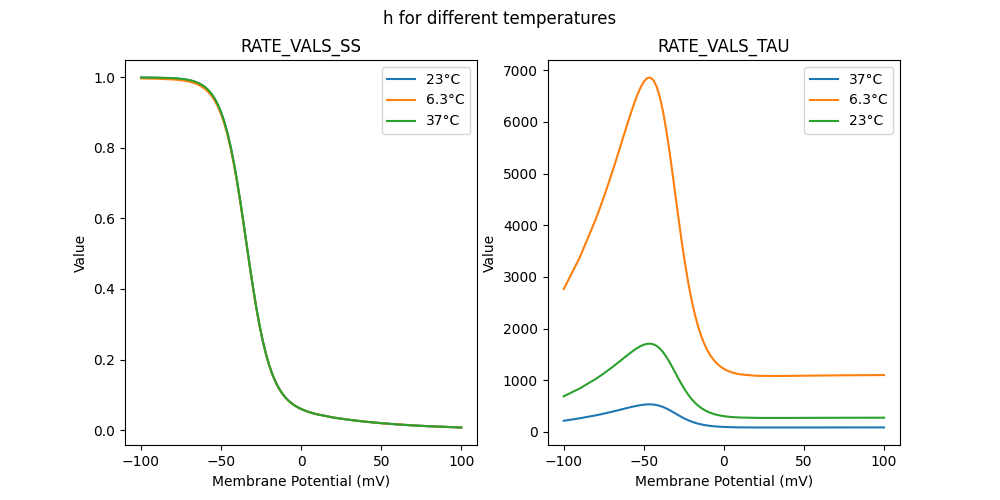 h for different temperatures
RATE_VALS_SS
1.0
0.8
0.6
0.4
0.2
0.0
Value
−100
−50
0
50
100
Membrane Potential (mV)
23°C
6.3°C
37°C
RATE_VALS_TAU
7000
6000
5000
4000
3000
2000
1000
0
Value
−100
−50
0
50
100
Membrane Potential (mV)
37°C
6.3°C
23°C